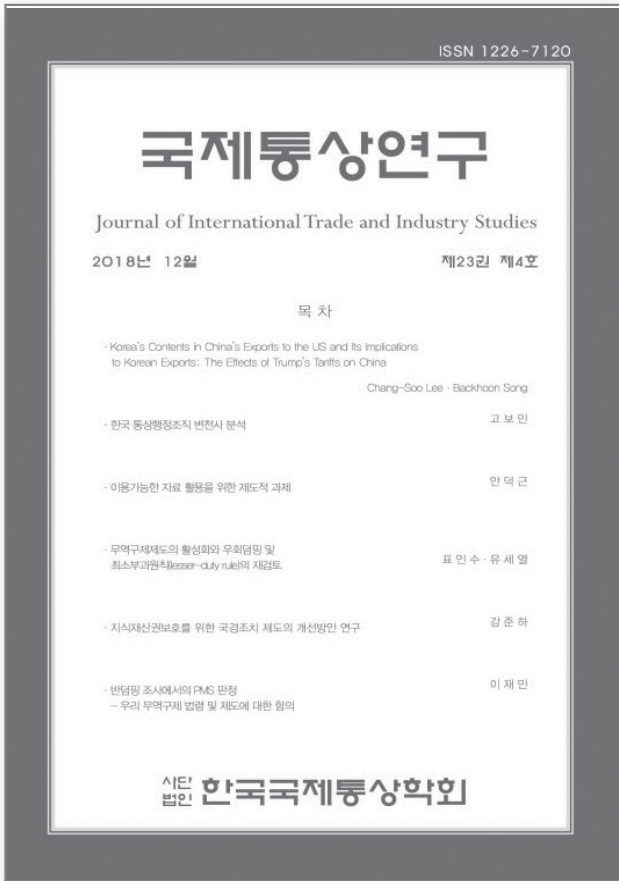 ISSN 1226-7120
국제통상연구
Journal of International Trade and Industry Studies
2018년 12월 제23권 제4호
목 차
· Korea's Contents in China's Exports to the US and Its Implications
to Korean Exports: The Effects of Trump's Tariffs on China
Chang-Soo Lee · Backhoon Song
· 한국 통상행정조직 변천사 분석 고 보 민
· 이용가능한 자료 활용을 위한 제도적 과제 안 덕 근
· 무역구제제도의 활성화와 우회덤핑 및
최소부과원칙(lesser-duty rule)의 재검토 표 인 수 · 유 세 열
· 지식재산권보호를 위한 국경조치 제도의 개선방안 연구 강 준 하
· 반덤핑 조사에서의 PMS 판정 이 재 민
- 우리 무역구제 법령 및 제도에 대한 함의
사단법인 한국국제통상학회